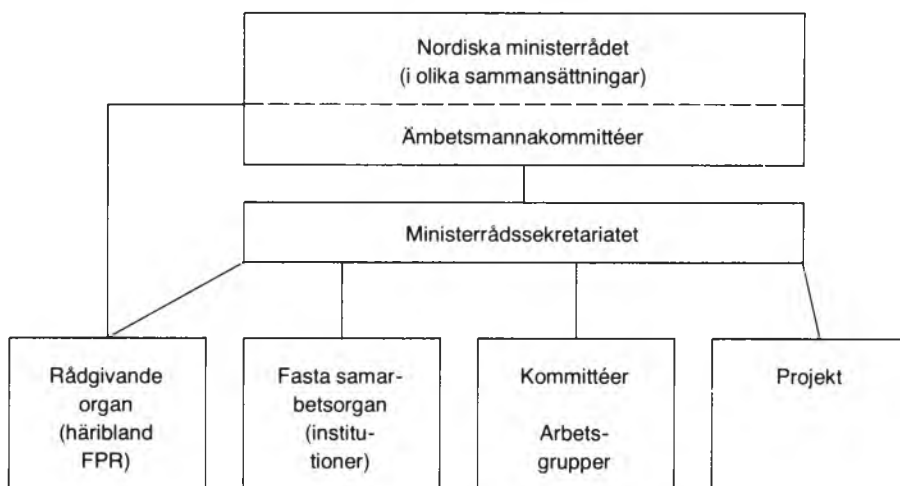 Nordiska ministerrådet
(i olika sammansättningar)
Ämbetsmannakommittéer
Ministerrådssekretariatet
Rådgivande
organ
(häribland
FPR)
Fasta samar-
betsorgan
(institu-
tioner)
Kommittéer
Arbets-
grupper
Projekt